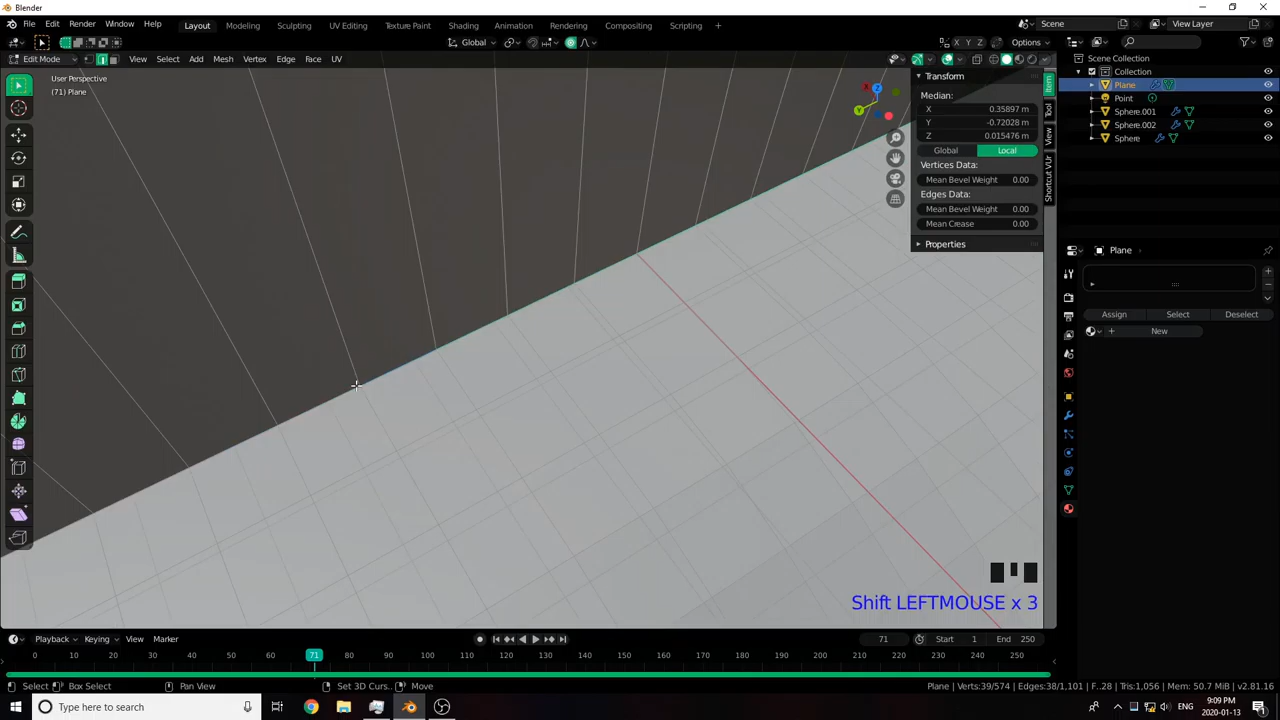 Blender
File Edit Render Window Help Layout Modeling Sculpting UV Editing Texture Paint Shading Animation Rendering Compositing Scripting + Scene View Layer
Global X Y Z Options
Edit Mode View Select Add Mesh Vertex Edge Face UV
User Perspective
(71) Plane
Transform
Median:
X 0.35897 m
Y -0.72028 m
Z 0.015476 m
Global Local
Vertices Data:
Mean Bevel Weight 0.00
Edges Data:
Mean Bevel Weight 0.00
Mean Crease 0.00
Properties
Item
Tool
View
Shortcut VUr
Scene Collection
Collection
Plane
Point
Sphere.001
Sphere.002
Sphere
Plane
Assign Select Deselect
New
Shift LEFTMOUSE x 3
Playback Keying View Marker 71 Start 1 End 250
0 10 20 30 40 50 60 71 80 90 100 110 120 130 140 150 160 170 180 190 200 210 220 230 240 250
Select Box Select Pan View Set 3D Curs.. Move Plane | Verts:39/574 | Edges:38/1,101 | F..28 | Tris:1,056 | Mem: 50.7 MiB | v2.81.16
Type here to search ENG 9:09 PM
2020-01-13